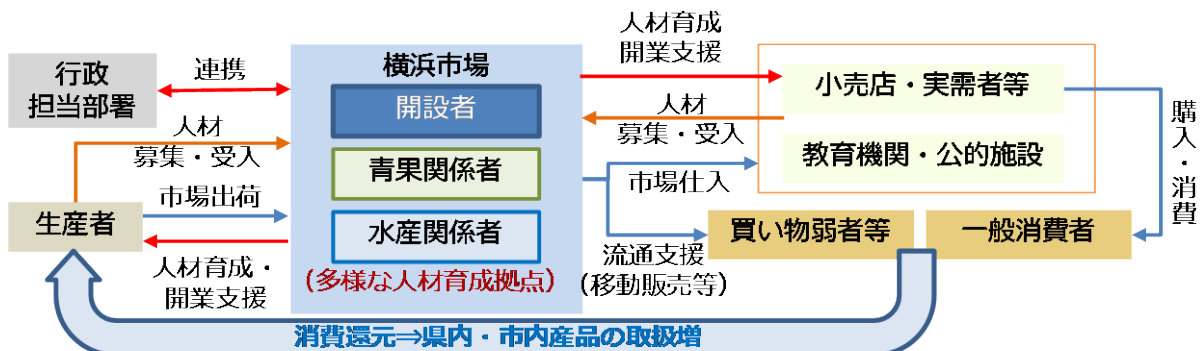 行政
担当部署
連携
横浜市場
開設者
青果関係者
水産関係者
(多様な人材育成拠点)
人材育成
開業支援
小売店・実需者等
教育機関・公的施設
人材
募集・受入
人材
募集・受入
市場仕入
購入・消費
生産者
市場出荷
人材育成・
開業支援
買い物弱者等
一般消費者
流通支援
(移動販売等)
消費還元⇒県内・市内産品の取扱増